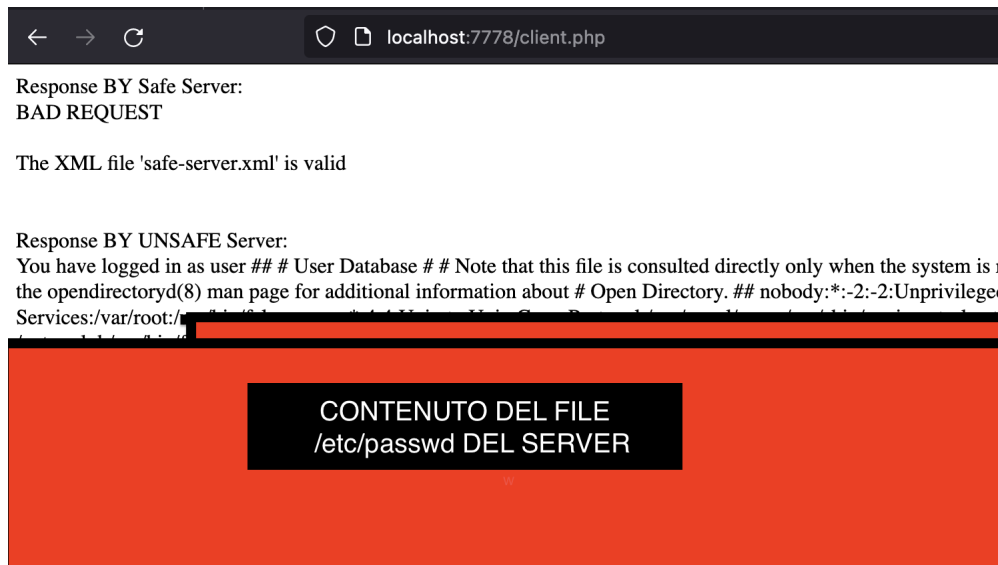 localhost:7778/client.php
Response BY Safe Server:
BAD REQUEST
The XML file 'safe-server.xml' is valid
Response BY UNSAFE Server:
You have logged in as user ## # User Database # # Note that this file is consulted directly only when the system is
the opendirectoryd(8) man page for additional information about # Open Directory. ## nobody:*:-2:-2:Unprivileged
Services:/var/root:/
CONTENUTO DEL FILE
/etc/passwd DEL SERVER
w